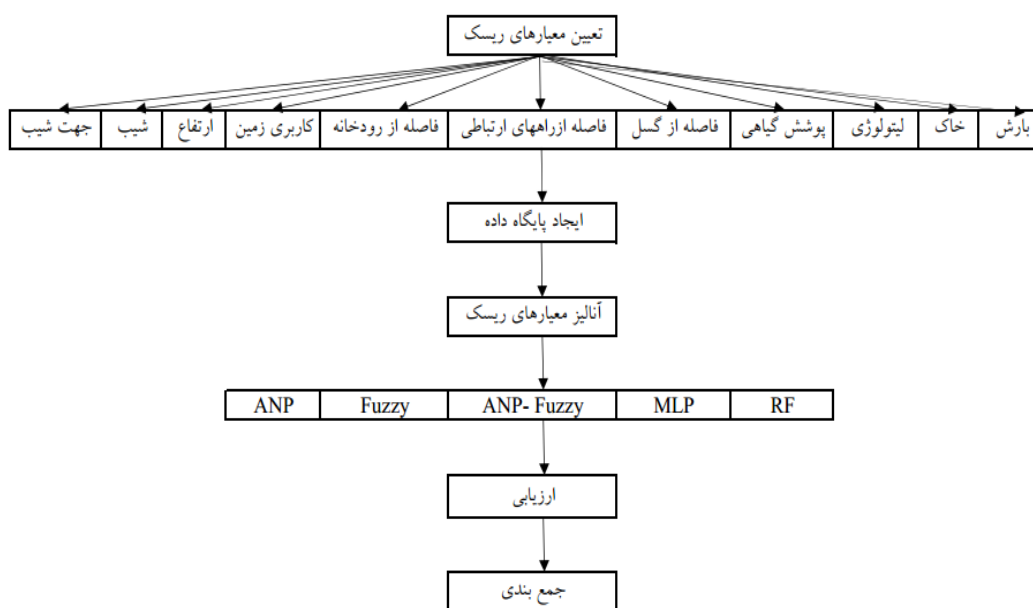 تعیین معیارهای ریسک
بارش خاک لیتولوژی پوشش گیاهی فاصله از گسل فاصله ازراههای ارتباطی فاصله از رودخانه کاربری زمین ارتفاع شیب جهت شیب
ایجاد پایگاه داده
آنالیز معیارهای ریسک
ANP Fuzzy ANP- Fuzzy MLP RF
ارزیابی
جمع بندی